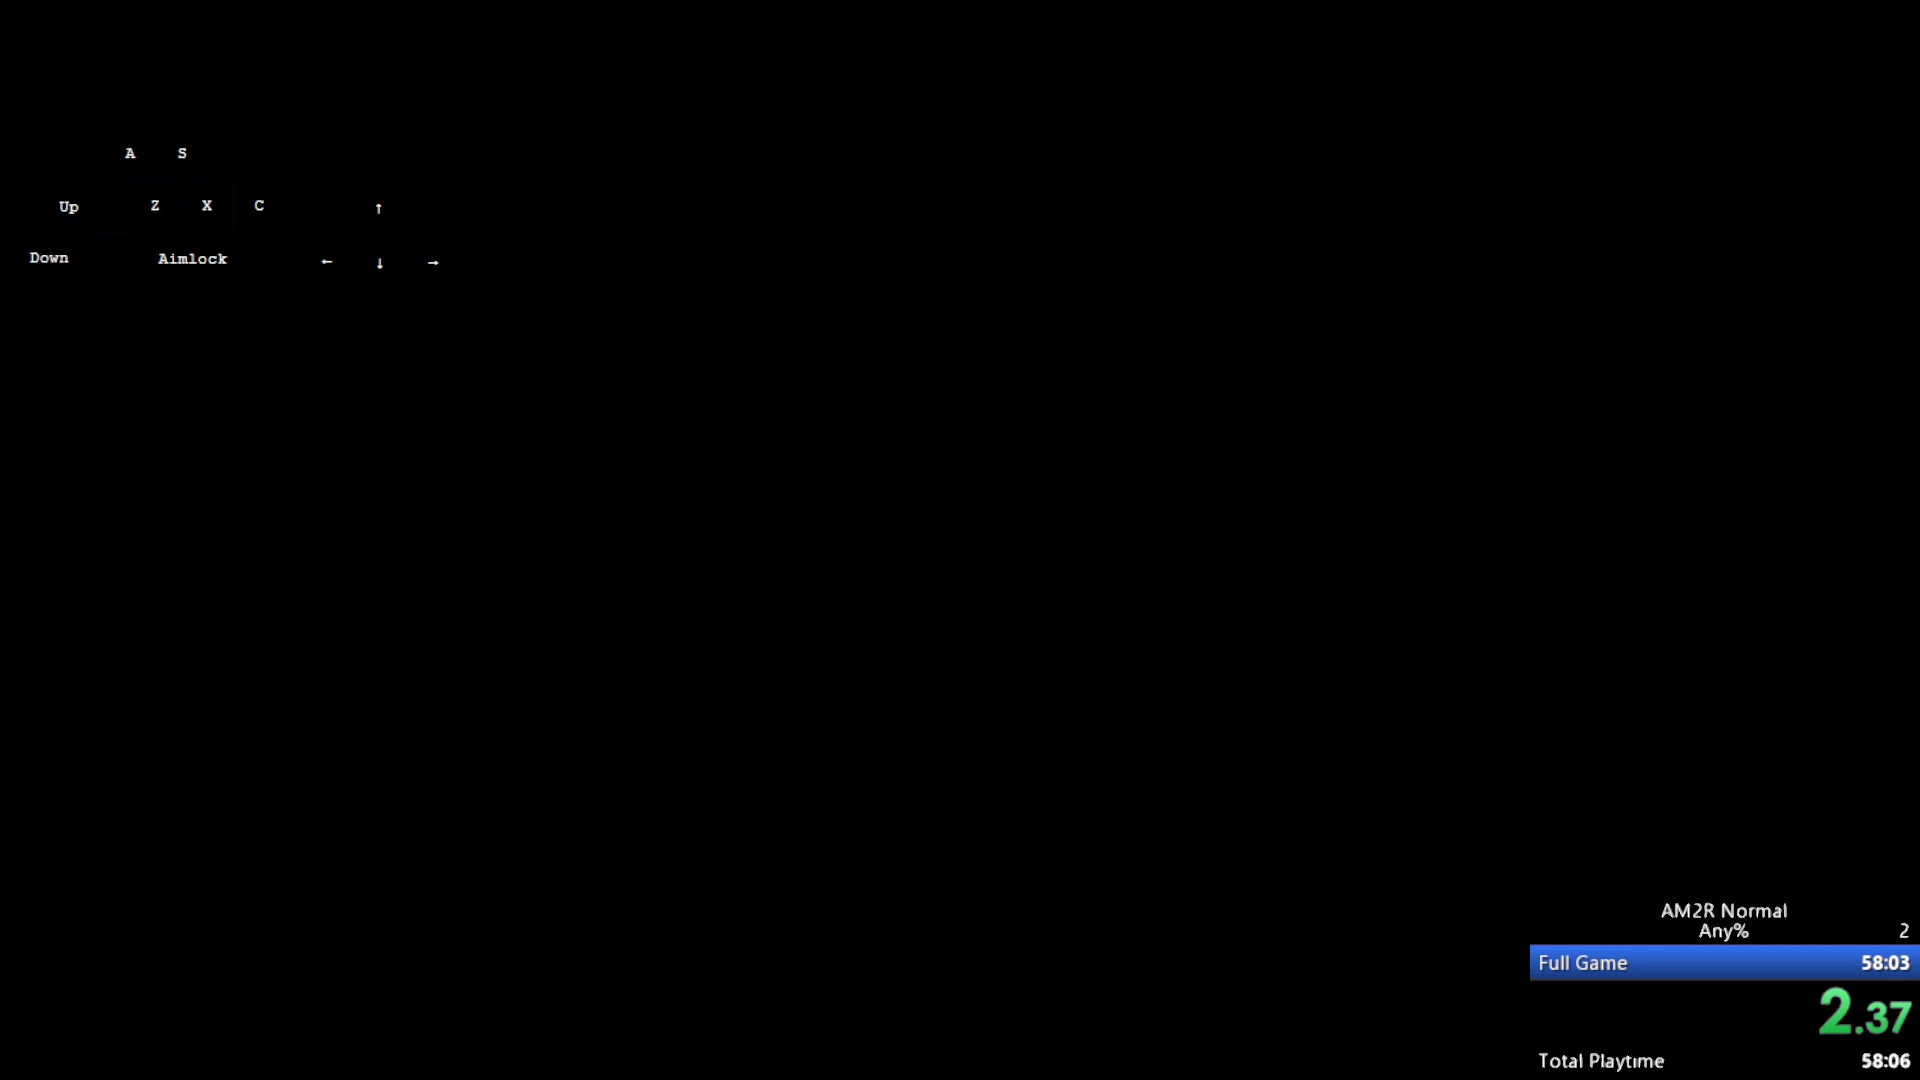 A S
Up Z X C ↑
Down Aimlock ← ↓ →
AM2R Normal
Any% 2
Full Game 58:03
2.37
Total Playtime 58:06